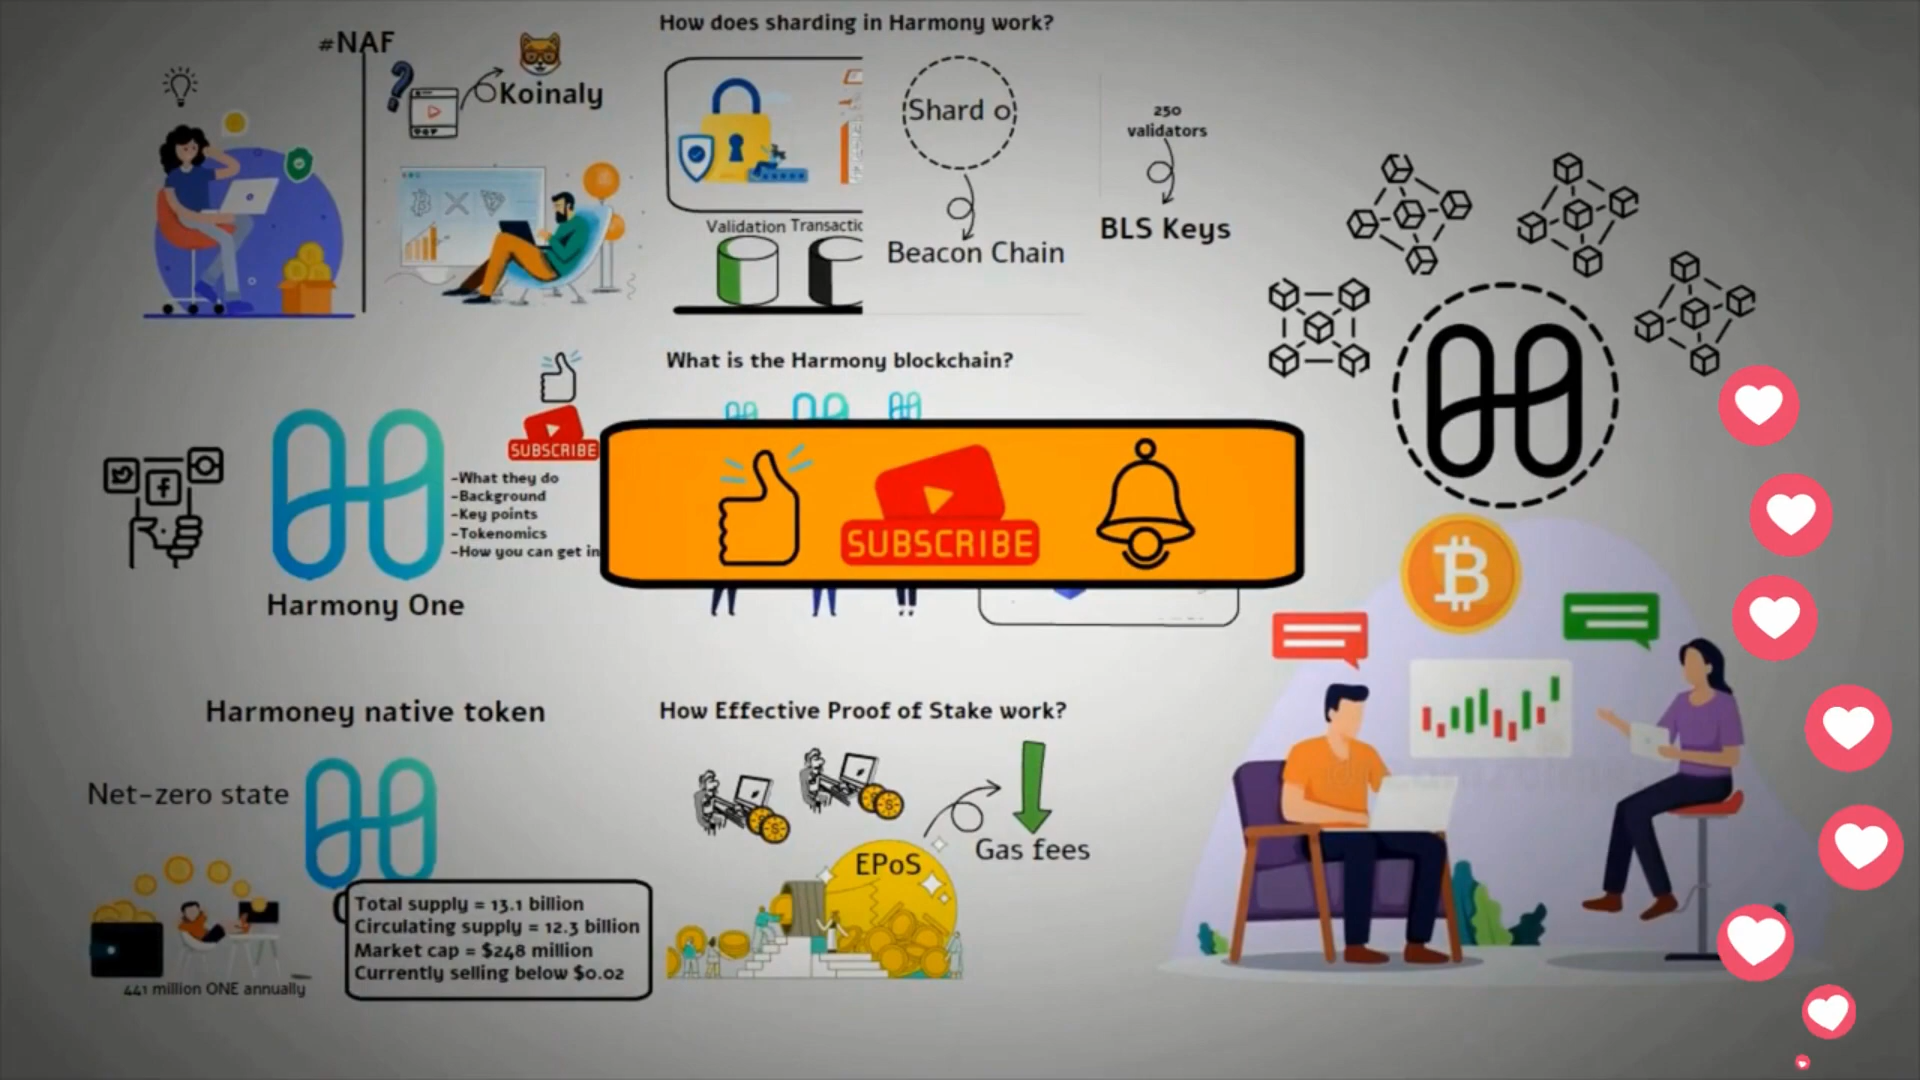 #NAF
Koinaly
How does sharding in Harmony work?
Shard 0
Beacon Chain
250
validators
BLS Keys
Validation Transactio
What is the Harmony blockchain?
SUBSCRIBE
-What they do
-Background
-Key points
-Tokenomics
-How you can get in
Harmony One
SUBSCRIBE
Harmoney native token
Net-zero state
441 million ONE annually
Total supply = 13.1 billion
Circulating supply = 12.3 billion
Market cap = $248 million
Currently selling below $0.02
How Effective Proof of Stake work?
EPoS
Gas fees